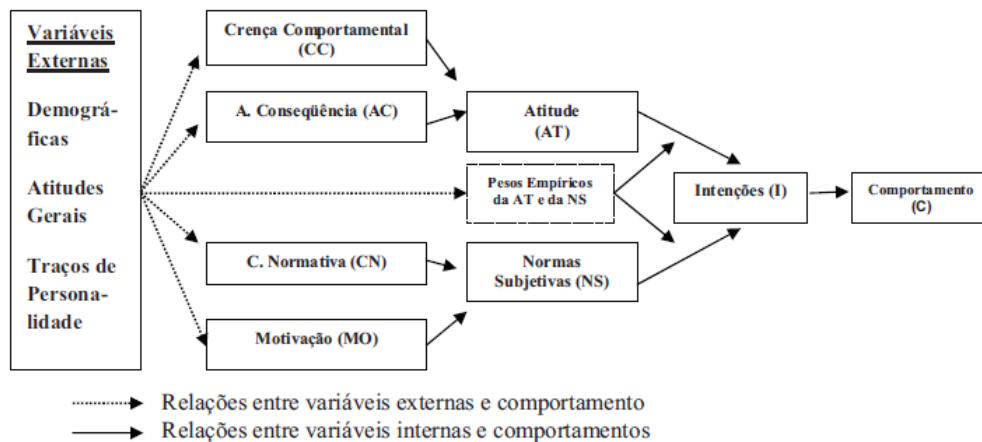 Variáveis
Externas
Demográ-
ficas
Atitudes
Gerais
Traços de
Persona-
lidade
Crença Comportamental
(CC)
A. Conseqüência (AC)
C. Normativa (CN)
Motivação (MO)
Atitude
(AT)
Pesos Empíricos
da AT e da NS
Normas
Subjetivas (NS)
Intenções (I)
Comportamento
(C)
Relações entre variáveis externas e comportamento
Relações entre variáveis internas e comportamentos